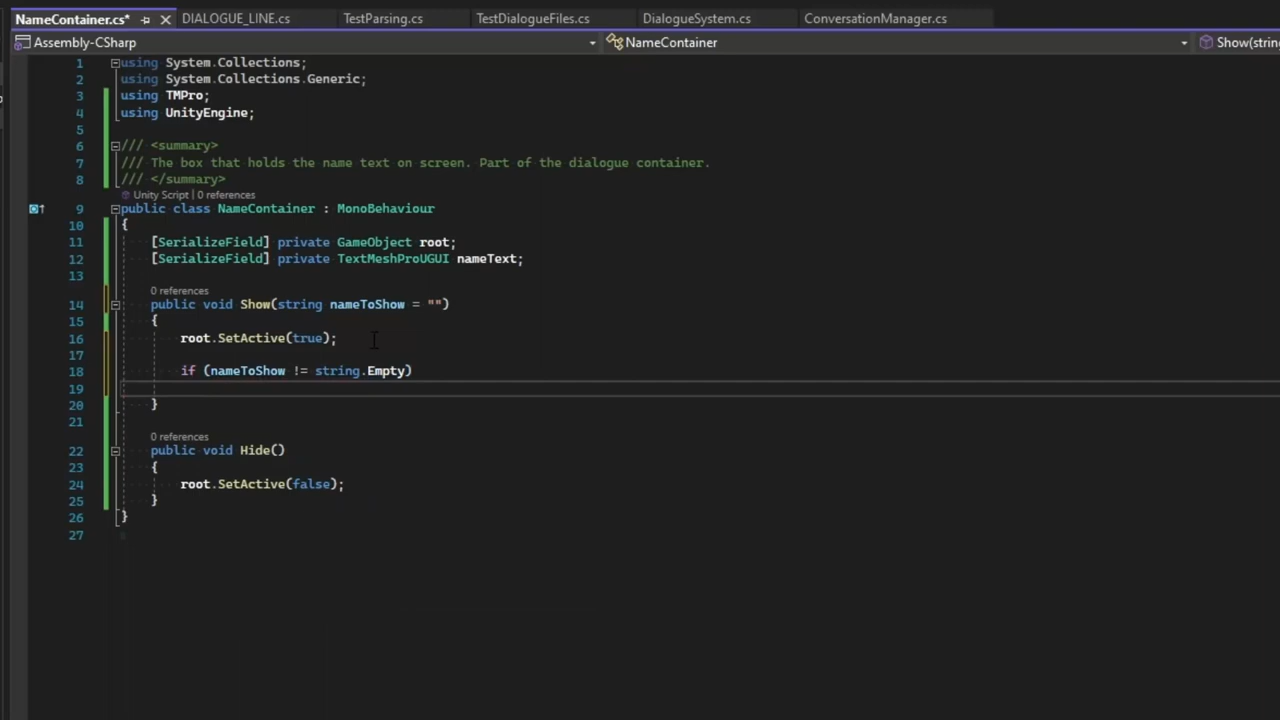 NameContainer.cs* DIALOGUE_LINE.cs TestParsing.cs TestDialogueFiles.cs DialogueSystem.cs ConversationManager.cs
Assembly-CSharp NameContainer Show(string
1 using System.Collections;
2 using System.Collections.Generic;
3 using TMPro;
4 using UnityEngine;
5
6 /// <summary>
7 /// The box that holds the name text on screen. Part of the dialogue container.
8 /// </summary>
Unity Script | 0 references
9 public class NameContainer : MonoBehaviour
10 {
11 [SerializeField] private GameObject root;
12 [SerializeField] private TextMeshProUGUI nameText;
13
0 references
14 public void Show(string nameToShow = "")
15 {
16 root.SetActive(true);
17
18 if (nameToShow != string.Empty)
19
20 }
21
0 references
22 public void Hide()
23 {
24 root.SetActive(false);
25 }
26 }
27